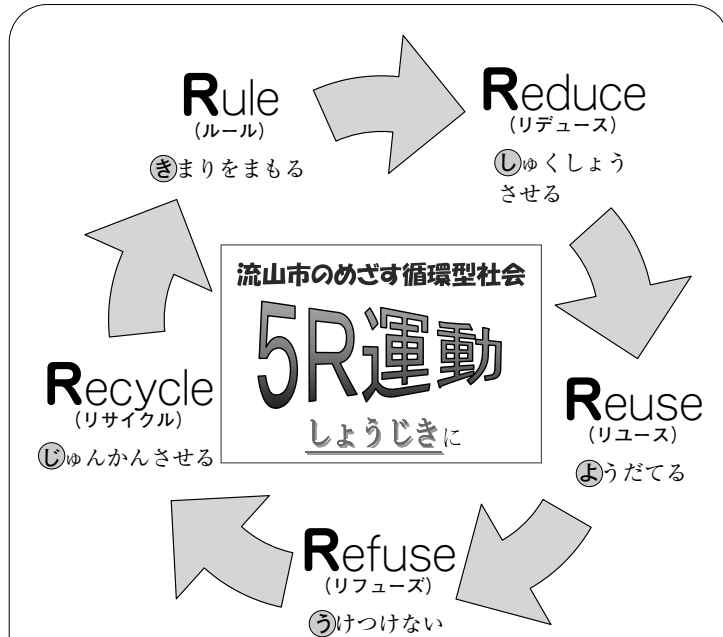 Rule
(ルール)
きまりをまもる
Reduce
(リデュース)
しゅくしょう
させる
流山市のめざす循環型社会
5R運動
しょうじきに
Recycle
(リサイクル)
じゅんかんさせる
Reuse
(リユース)
ようだてる
Refuse
(リフューズ)
うけつけない